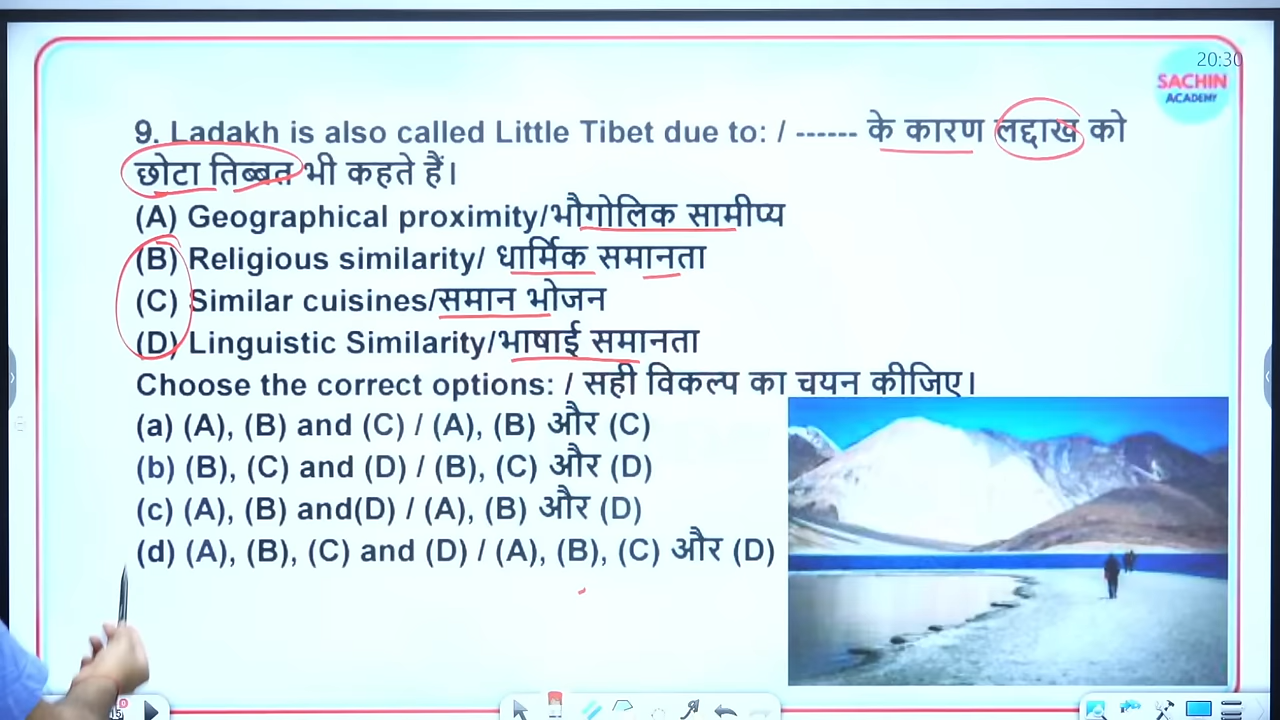 20:30
SACHIN
ACADEMY
9. Ladakh is also called Little Tibet due to: / ------ के कारण लद्दाख को
छोटा तिब्बत भी कहते हैं।
(A) Geographical proximity/भौगोलिक सामीप्य
(B) Religious similarity/ धार्मिक समानता
(C) Similar cuisines/समान भोजन
(D) Linguistic Similarity/भाषाई समानता
Choose the correct options: / सही विकल्प का चयन कीजिए।
(a) (A), (B) and (C) / (A), (B) और (C)
(b) (B), (C) and (D) / (B), (C) और (D)
(c) (A), (B) and(D) / (A), (B) और (D)
(d) (A), (B), (C) and (D) / (A), (B), (C) और (D)